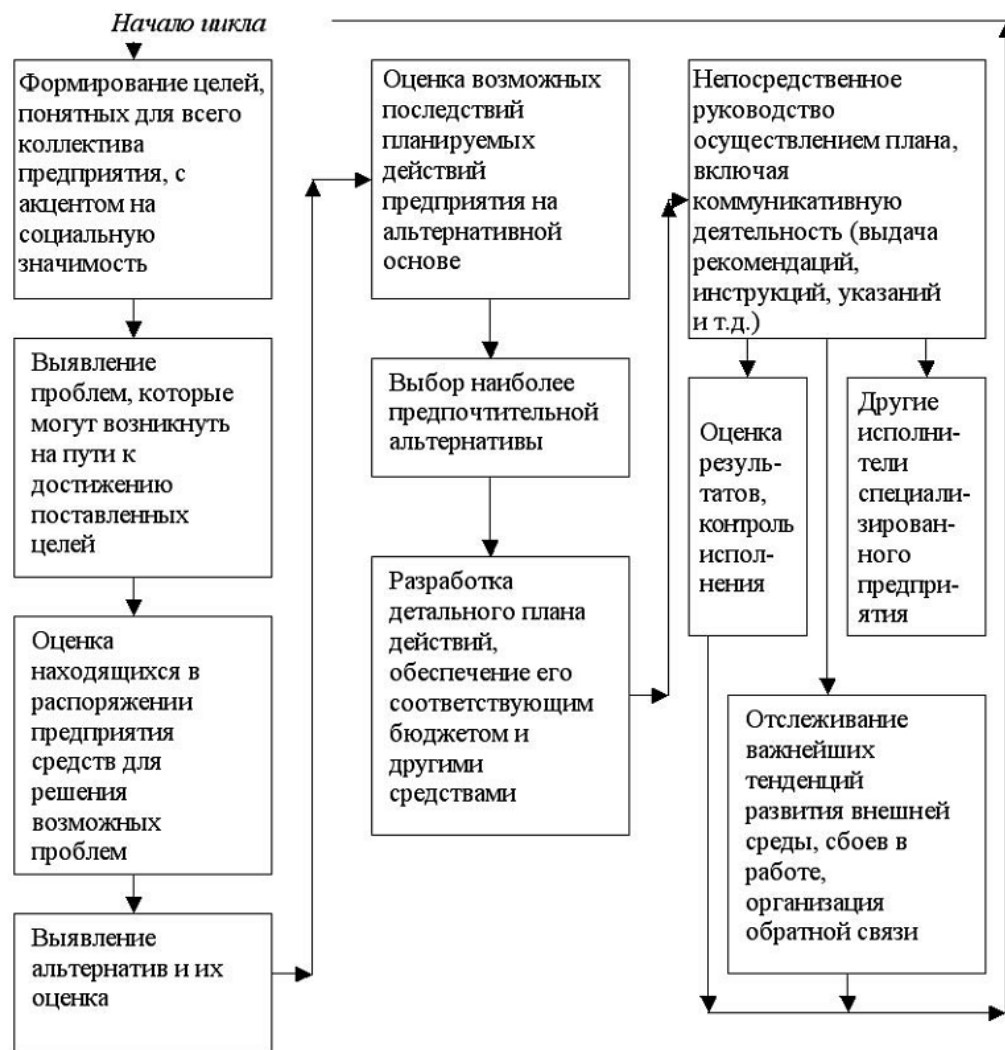 Начало цикла
Формирование целей,
понятных для всего
коллектива
предприятия, с
акцентом на
социальную
значимость
Выявление
проблем, которые
могут возникнуть
на пути к
достижению
поставленных
целей
Оценка
находящихся в
распоряжении
предприятия
средств для
решения
возможных
проблем
Выявление
альтернатив и их
оценка
Оценка возможных
последствий
планируемых
действий
предприятия на
альтернативной
основе
Выбор наиболее
предпочтительной
альтернативы
Разработка
детального плана
действий,
обеспечение его
соответствующим
бюджетом и
другими
средствами
Непосредственное
руководство
осуществлением плана,
включая
коммуникативную
деятельность (выдача
рекомендаций,
инструкций, указаний
и т.д.)
Оценка
резуль-
татов,
контроль
испол-
нения
Другие
исполни-
тели
специали-
зирован-
ного
предпри-
ятия
Отслеживание
важнейших
тенденций
развития внешней
среды, сбоев в
работе,
организация
обратной связи